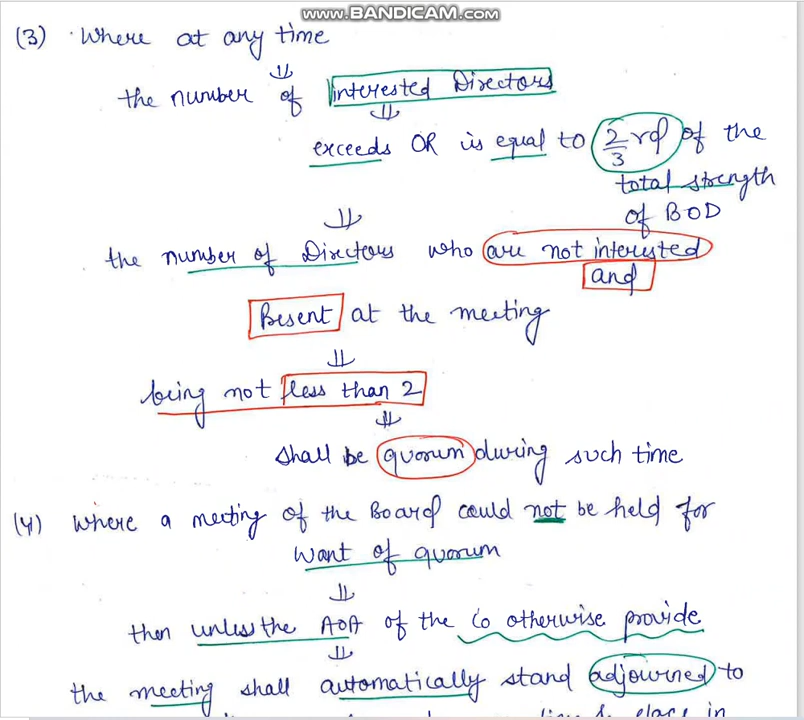 www.BANDICAM.com
(3) Where at any time
the number of interested Directors
exceeds OR is equal to 2/3 rd of the
total strength
of BOD
the number of Directors who are not interested
and
Present at the meeting
being not less than 2
shall be quorum during such time
(4) Where a meeting of the Board could not be held for
want of quorum
then unless the AOA of the Co otherwise provide
the meeting shall automatically stand adjourned to
place in